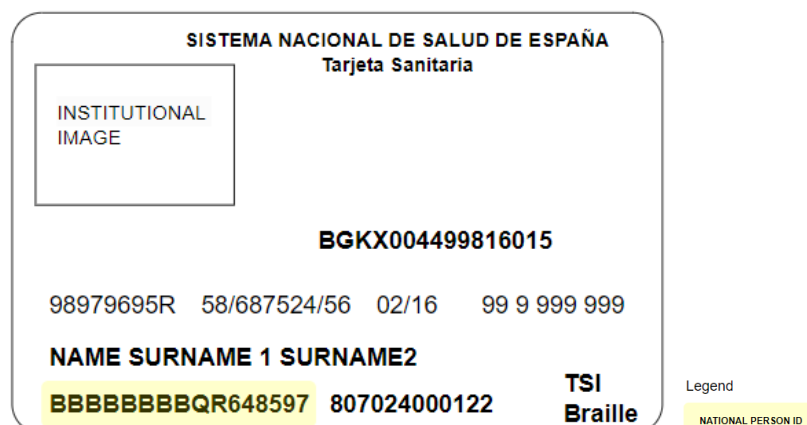 SISTEMA NACIONAL DE SALUD DE ESPAÑA
Tarjeta Sanitaria
INSTITUTIONAL
IMAGE
BGKX004499816015
98979695R 58/687524/56 02/16 99 9 999 999
NAME SURNAME 1 SURNAME2
BBBBBBBBQR648597 807024000122
TSI
Braille
Legend
NATIONAL PERSON ID